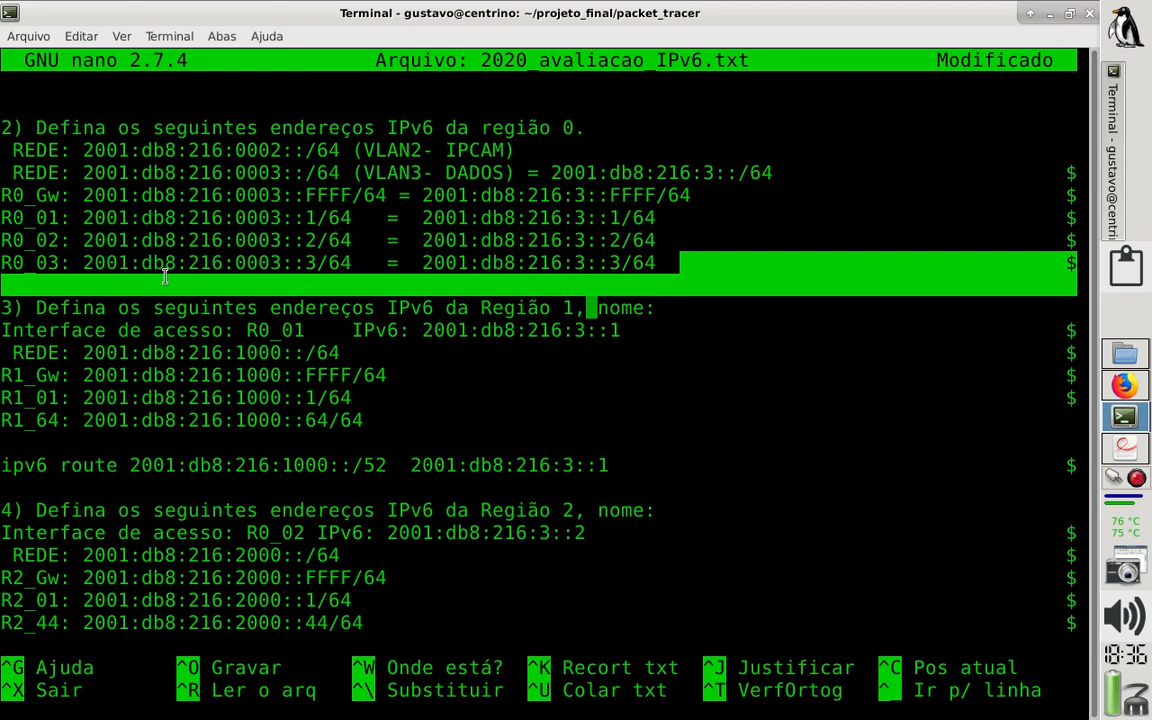 Terminal - gustavo@centrino: ~/projeto_final/packet_tracer
Arquivo Editar Ver Terminal Abas Ajuda
GNU nano 2.7.4 Arquivo: 2020_avaliacao_IPv6.txt Modificado
2) Defina os seguintes endereços IPv6 da região 0.
REDE: 2001:db8:216:0002::/64 (VLAN2- IPCAM)
REDE: 2001:db8:216:0003::/64 (VLAN3- DADOS) = 2001:db8:216:3::/64 $
R0_Gw: 2001:db8:216:0003::FFFF/64 = 2001:db8:216:3::FFFF/64 $
R0_01: 2001:db8:216:0003::1/64 = 2001:db8:216:3::1/64 $
R0_02: 2001:db8:216:0003::2/64 = 2001:db8:216:3::2/64 $
R0_03: 2001:db8:216:0003::3/64 = 2001:db8:216:3::3/64 $
3) Defina os seguintes endereços IPv6 da Região 1, nome:
Interface de acesso: R0_01 IPv6: 2001:db8:216:3::1 $
REDE: 2001:db8:216:1000::/64 $
R1_Gw: 2001:db8:216:1000::FFFF/64 $
R1_01: 2001:db8:216:1000::1/64 $
R1_64: 2001:db8:216:1000::64/64
ipv6 route 2001:db8:216:1000::/52 2001:db8:216:3::1 $
4) Defina os seguintes endereços IPv6 da Região 2, nome:
Interface de acesso: R0_02 IPv6: 2001:db8:216:3::2 $
REDE: 2001:db8:216:2000::/64 $
R2_Gw: 2001:db8:216:2000::FFFF/64 $
R2_01: 2001:db8:216:2000::1/64 $
R2_44: 2001:db8:216:2000::44/64 $
^G Ajuda ^O Gravar ^W Onde está? ^K Recort txt ^J Justificar ^C Pos atual
^X Sair ^R Ler o arq ^\ Substituir ^U Colar txt ^T VerfOrtog ^_ Ir p/ linha
Terminal - gustavo@centrin
76 °C
75 °C
18:36